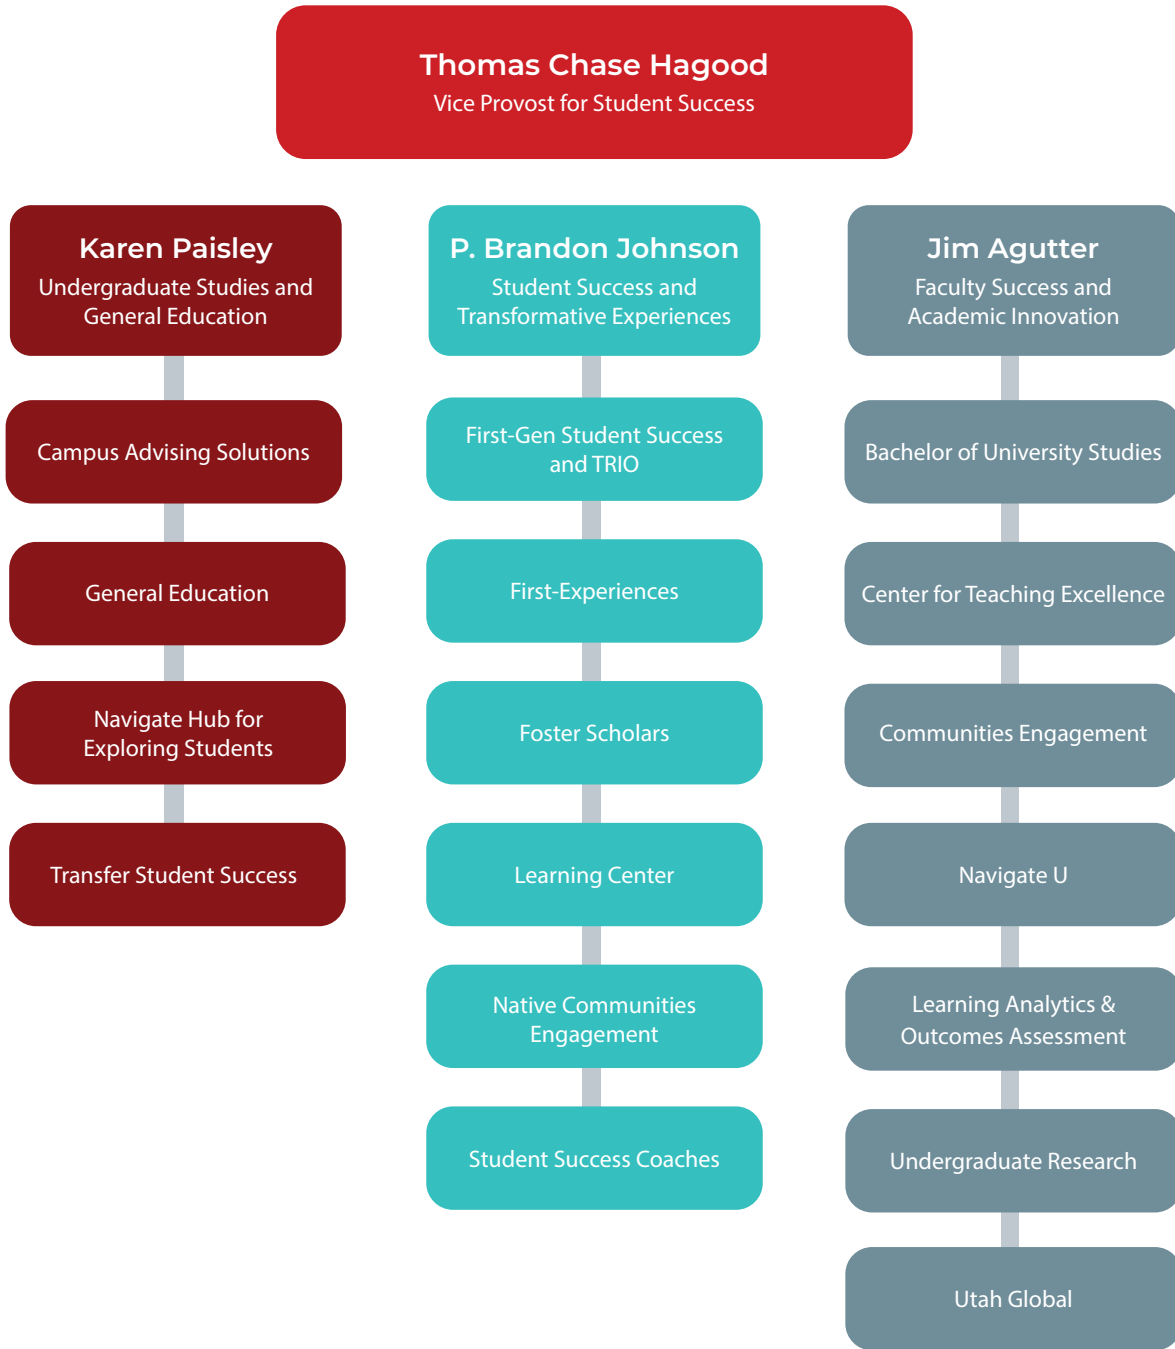 Thomas Chase Hagood
Vice Provost for Student Success
Karen Paisley
Undergraduate Studies and
General Education
Campus Advising Solutions
General Education
Navigate Hub for
Exploring Students
Transfer Student Success
P. Brandon Johnson
Student Success and
Transformative Experiences
First-Gen Student Success
and TRIO
First-Experiences
Foster Scholars
Learning Center
Native Communities
Engagement
Student Success Coaches
Jim Agutter
Faculty Success and
Academic Innovation
Bachelor of University Studies
Center for Teaching Excellence
Communities Engagement
Navigate U
Learning Analytics &
Outcomes Assessment
Undergraduate Research
Utah Global